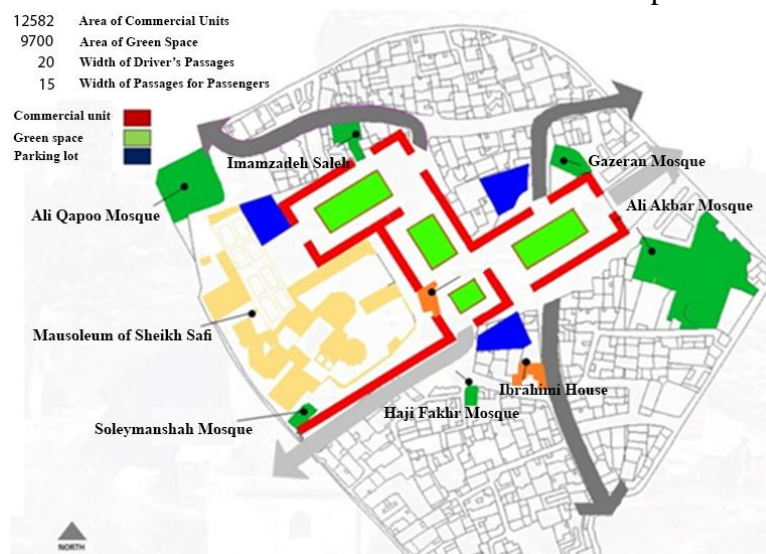 12582 Area of Commercial Units
9700 Area of Green Space
20 Width of Driver's Passages
15 Width of Passages for Passengers
Commercial unit
Green space
Parking lot
Imamzadeh Saleh
Gazeran Mosque
Ali Akbar Mosque
Ali Qapoo Mosque
Mausoleum of Sheikh Safi
Ibrahimi House
Haji Fakhr Mosque
Soleymanshah Mosque
NORTH